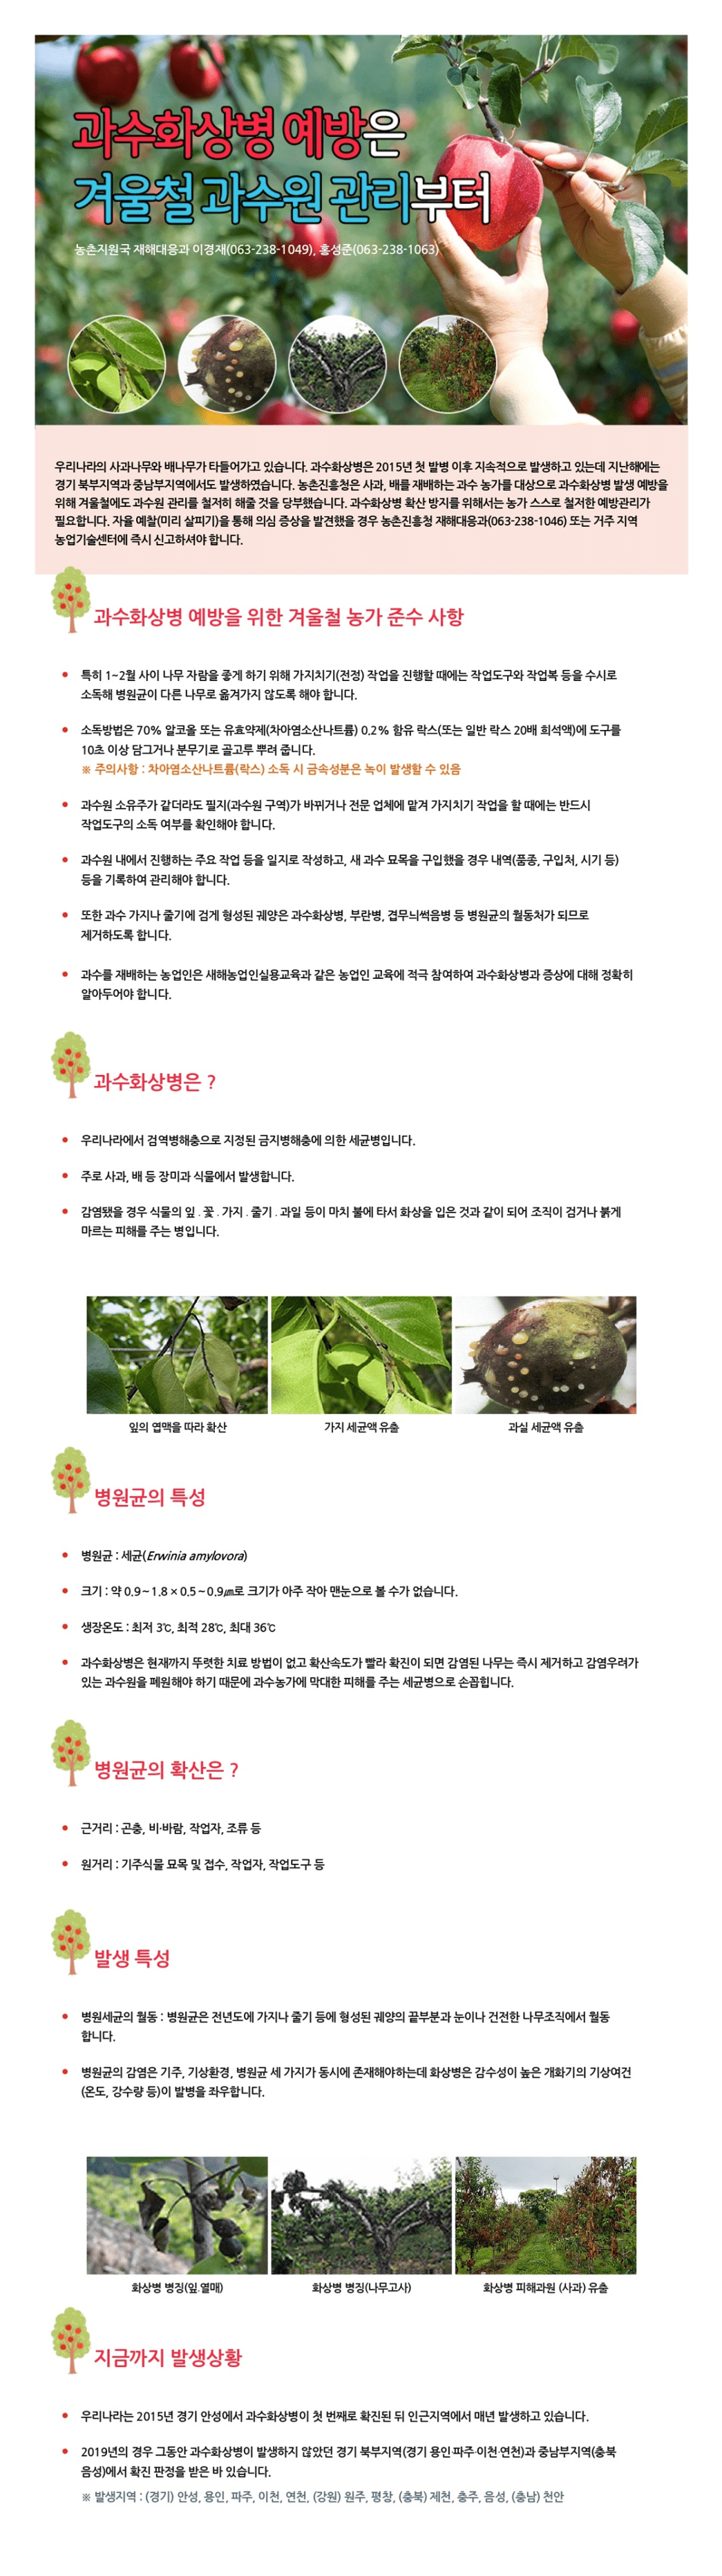 과수화상병 예방은
겨울철 과수원 관리부터
농촌지원국 재해대응과 이경재(063-238-1049), 홍성준(063-238-1063)
우리나라의 사과나무와 배나무가 타들어가고 있습니다. 과수화상병은 2015년 첫 발병 이후 지속적으로 발생하고 있는데 지난해에는
경기 북부지역과 중남부지역에서도 발생하였습니다. 농촌진흥청은 사과, 배를 재배하는 과수 농가를 대상으로 과수화상병 발생 예방을
위해 겨울철에도 과수원 관리를 철저히 해줄 것을 당부했습니다. 과수화상병 확산 방지를 위해서는 농가 스스로 철저한 예방관리가
필요합니다. 자율 예찰(미리 살피기)을 통해 의심 증상을 발견했을 경우 농촌진흥청 재해대응과(063-238-1046) 또는 거주 지역
농업기술센터에 즉시 신고하셔야 합니다.
과수화상병 예방을 위한 겨울철 농가 준수 사항
• 특히 1~2월 사이 나무 자람을 좋게 하기 위해 가지치기(전정) 작업을 진행할 때에는 작업도구와 작업복 등을 수시로
소독해 병원균이 다른 나무로 옮겨가지 않도록 해야 합니다.
• 소독방법은 70% 알코올 또는 유효약제(차아염소산나트륨) 0.2% 함유 락스(또는 일반 락스 20배 희석액)에 도구를
10초 이상 담그거나 분무기로 골고루 뿌려 줍니다.
※ 주의사항 : 차아염소산나트륨(락스) 소독 시 금속성분은 녹이 발생할 수 있음
• 과수원 소유주가 같더라도 필지(과수원 구역)가 바뀌거나 전문 업체에 맡겨 가지치기 작업을 할 때에는 반드시
작업도구의 소독 여부를 확인해야 합니다.
• 과수원 내에서 진행하는 주요 작업 등을 일지로 작성하고, 새 과수 묘목을 구입했을 경우 내역(품종, 구입처, 시기 등)
등을 기록하여 관리해야 합니다.
• 또한 과수 가지나 줄기에 검게 형성된 궤양은 과수화상병, 부란병, 겹무늬썩음병 등 병원균의 월동처가 되므로
제거하도록 합니다.
• 과수를 재배하는 농업인은 새해농업인실용교육과 같은 농업인 교육에 적극 참여하여 과수화상병과 증상에 대해 정확히
알아두어야 합니다.
과수화상병은 ?
• 우리나라에서 검역병해충으로 지정된 금지병해충에 의한 세균병입니다.
• 주로 사과, 배 등 장미과 식물에서 발생합니다.
• 감염됐을 경우 식물의 잎 . 꽃 . 가지 . 줄기 . 과일 등이 마치 불에 타서 화상을 입은 것과 같이 되어 조직이 검거나 붉게
마르는 피해를 주는 병입니다.
잎의 엽맥을 따라 확산
가지 세균액 유출
과실 세균액 유출
병원균의 특성
• 병원균 : 세균(Erwinia amylovora)
• 크기 : 약 0.9~1.8 × 0.5~0.9㎛로 크기가 아주 작아 맨눈으로 볼 수가 없습니다.
• 생장온도 : 최저 3℃, 최적 28℃, 최대 36℃
• 과수화상병은 현재까지 뚜렷한 치료 방법이 없고 확산속도가 빨라 확진이 되면 감염된 나무는 즉시 제거하고 감염우려가
있는 과수원을 폐원해야 하기 때문에 과수농가에 막대한 피해를 주는 세균병으로 손꼽힙니다.
병원균의 확산은 ?
• 근거리 : 곤충, 비·바람, 작업자, 조류 등
• 원거리 : 기주식물 묘목 및 접수, 작업자, 작업도구 등
발생 특성
• 병원세균의 월동 : 병원균은 전년도에 가지나 줄기 등에 형성된 궤양의 끝부분과 눈이나 건전한 나무조직에서 월동
합니다.
• 병원균의 감염은 기주, 기상환경, 병원균 세 가지가 동시에 존재해야하는데 화상병은 감수성이 높은 개화기의 기상여건
(온도, 강수량 등)이 발병을 좌우합니다.
화상병 병징(잎.열매)
화상병 병징(나무고사)
화상병 피해과원 (사과) 유출
지금까지 발생상황
• 우리나라는 2015년 경기 안성에서 과수화상병이 첫 번째로 확진된 뒤 인근지역에서 매년 발생하고 있습니다.
• 2019년의 경우 그동안 과수화상병이 발생하지 않았던 경기 북부지역(경기 용인·파주·이천·연천)과 중남부지역(충북
음성)에서 확진 판정을 받은 바 있습니다.
※ 발생지역 : (경기) 안성, 용인, 파주, 이천, 연천, (강원) 원주, 평창, (충북) 제천, 충주, 음성, (충남) 천안